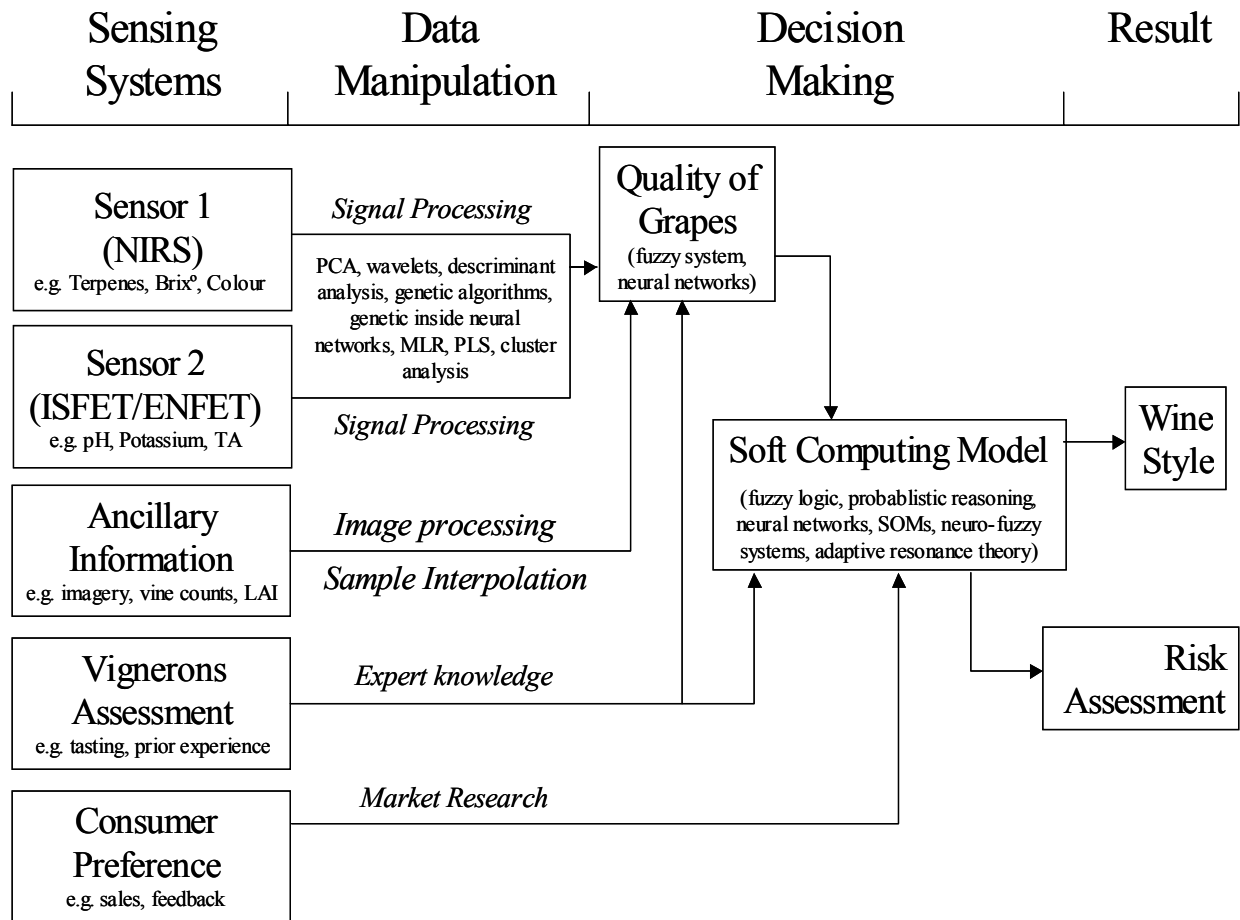 Sensing
Systems
Data
Manipulation
Decision
Making
Result
Sensor 1
(NIRS)
e.g. Terpenes, Brixº, Colour
Signal Processing
PCA, wavelets, descriminant
analysis, genetic algorithms,
genetic inside neural
networks, MLR, PLS, cluster
analysis
Quality of
Grapes
(fuzzy system,
neural networks)
Sensor 2
(ISFET/ENFET)
e.g. pH, Potassium, TA
Signal Processing
Soft Computing Model
(fuzzy logic, probablistic reasoning,
neural networks, SOMs, neuro-fuzzy
systems, adaptive resonance theory)
Wine
Style
Ancillary
Information
e.g. imagery, vine counts, LAI
Image processing
Sample Interpolation
Vignerons
Assessment
e.g. tasting, prior experience
Expert knowledge
Risk
Assessment
Consumer
Preference
e.g. sales, feedback
Market Research